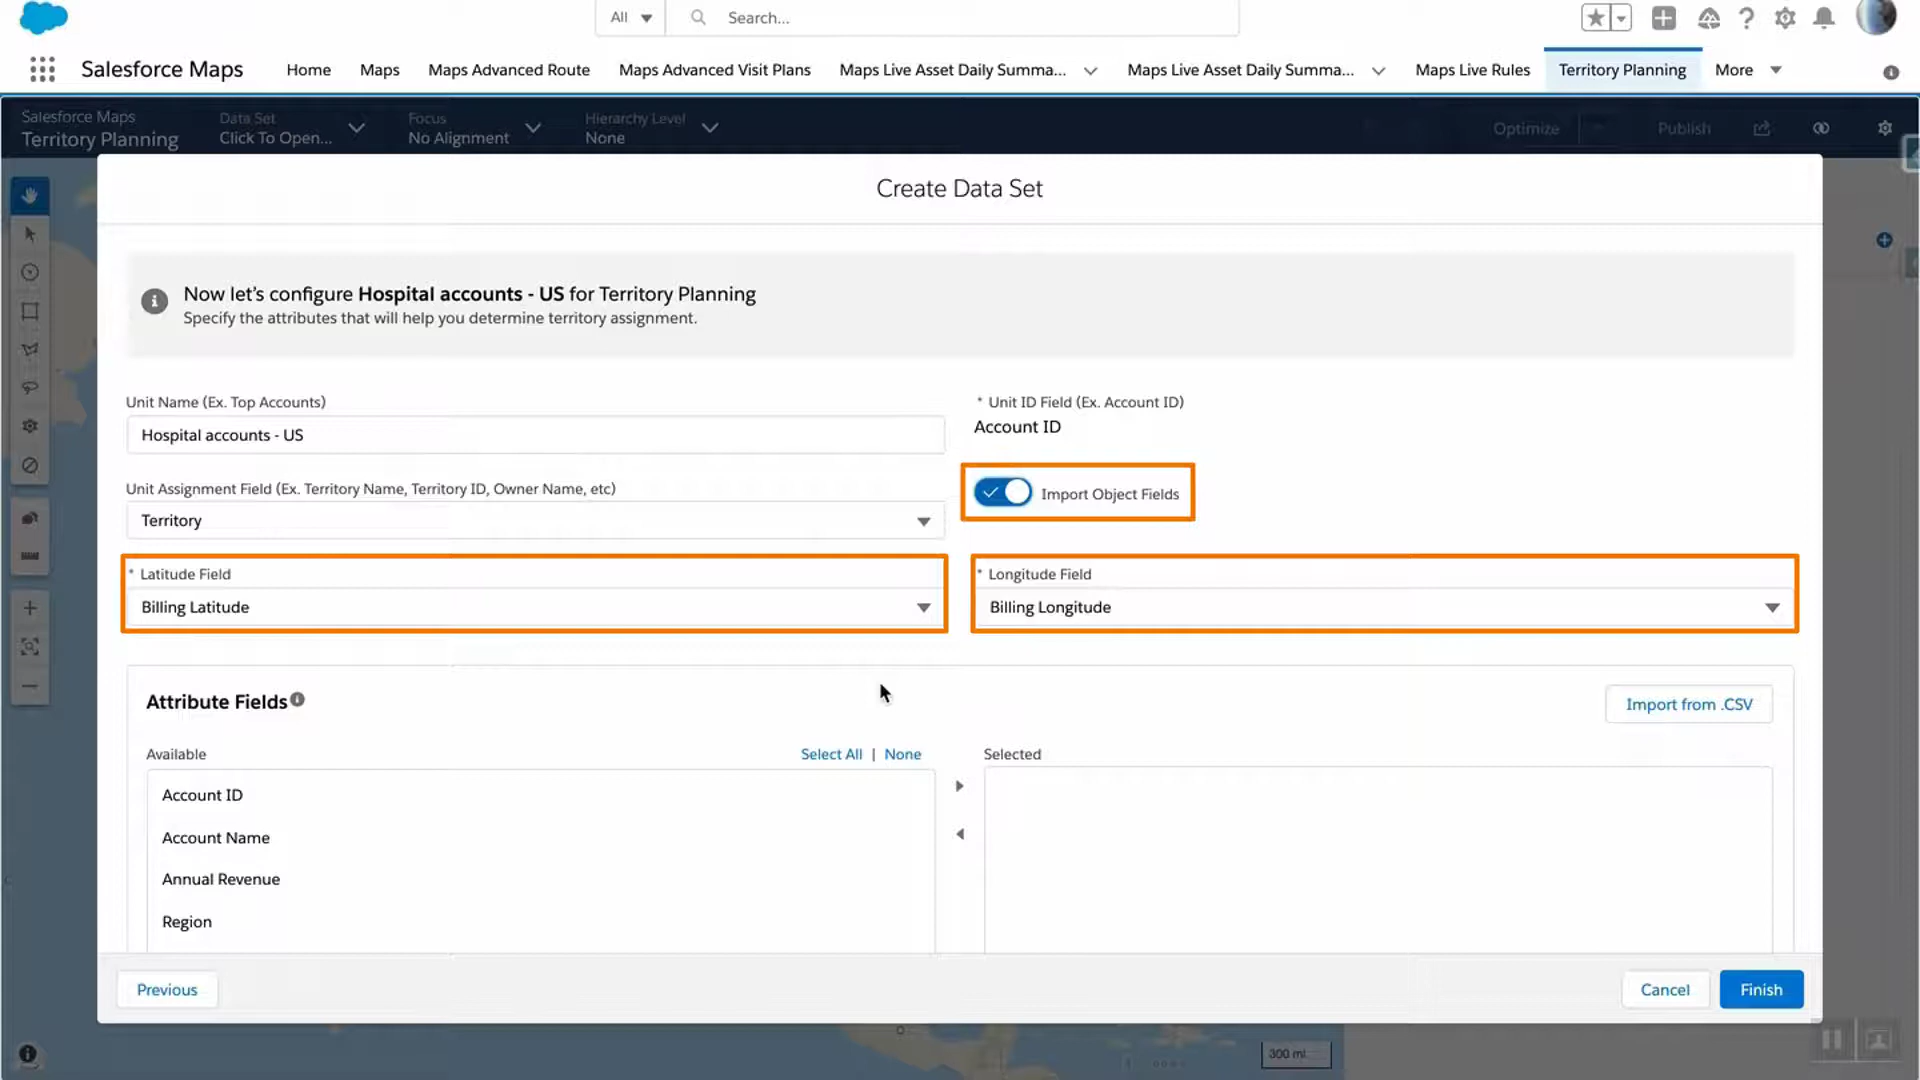 All
Search...
Salesforce Maps
Home
Maps
Maps Advanced Route
Maps Advanced Visit Plans
Maps Live Asset Daily Summa...
Maps Live Asset Daily Summa...
Maps Live Rules
Territory Planning
More
Salesforce Maps
Territory Planning
Data Set
Click To Open...
Focus
No Alignment
Hierarchy Level
None
Optimize
Publish
Create Data Set
Now let's configure Hospital accounts - US for Territory Planning
Specify the attributes that will help you determine territory assignment.
Unit Name (Ex. Top Accounts)
Hospital accounts - US
* Unit ID Field (Ex. Account ID)
Account ID
Unit Assignment Field (Ex. Territory Name, Territory ID, Owner Name, etc)
Territory
Import Object Fields
* Latitude Field
Billing Latitude
* Longitude Field
Billing Longitude
Attribute Fields
Import from .CSV
Available
Select All | None
Selected
Account ID
Account Name
Annual Revenue
Region
Previous
Cancel
Finish
300 mi